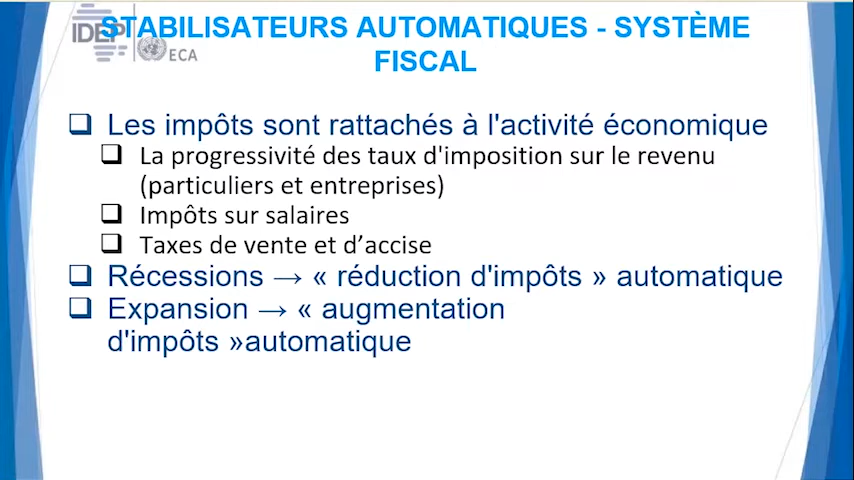 STABILISATEURS AUTOMATIQUES - SYSTÈME
FISCAL
IDEP
ECA
❑ Les impôts sont rattachés à l'activité économique
❑ La progressivité des taux d'imposition sur le revenu
(particuliers et entreprises)
❑ Impôts sur salaires
❑ Taxes de vente et d’accise
❑ Récessions → « réduction d'impôts » automatique
❑ Expansion → « augmentation
d'impôts »automatique